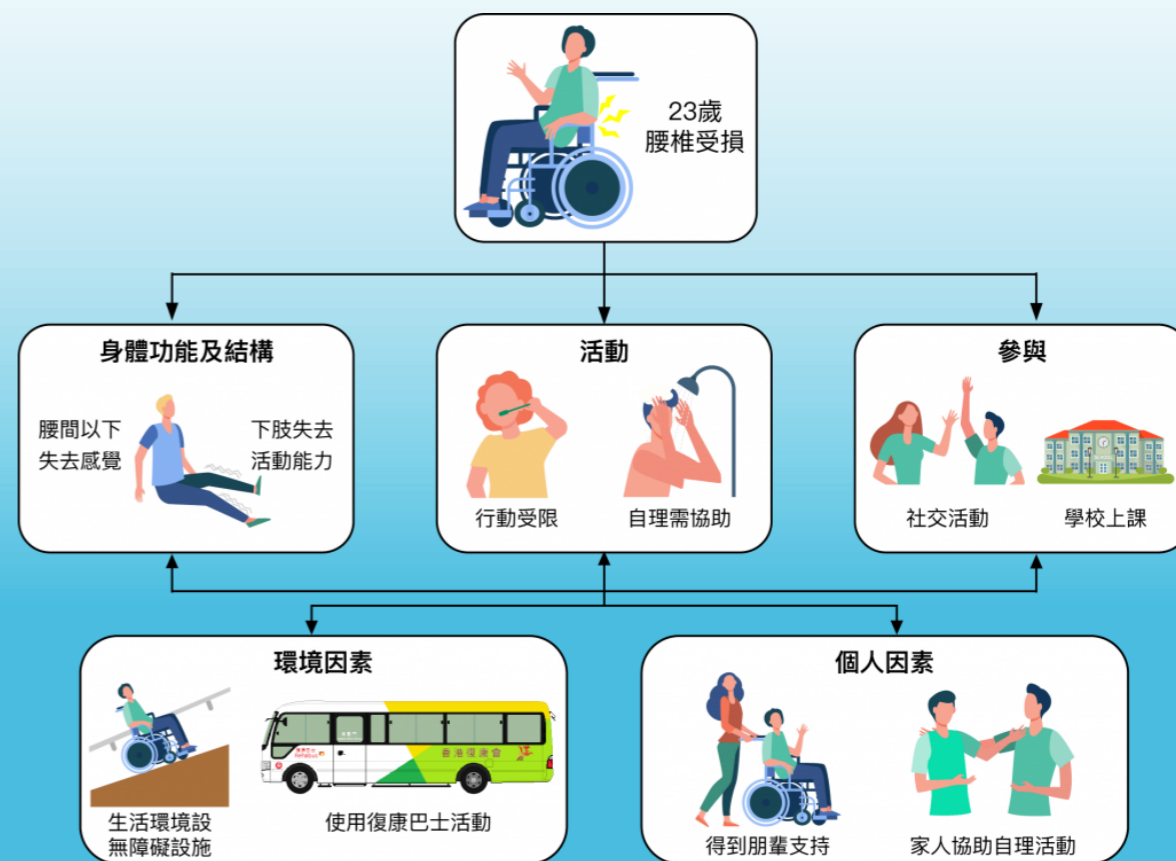 23歲
腰椎受損
身體功能及結構
腰間以下
失去感覺
下肢失去
活動能力
活動
行動受限
自理需協助
參與
社交活動
學校上課
環境因素
生活環境設
無障礙設施
香港復康會
使用復康巴士活動
個人因素
得到朋輩支持
家人協助自理活動